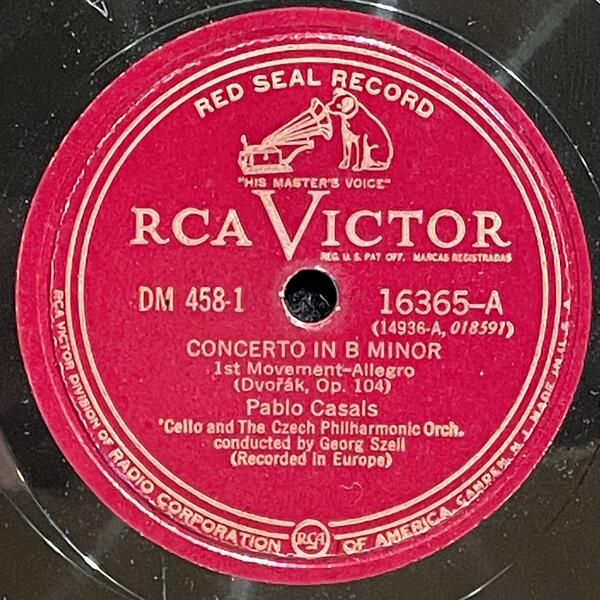 RED SEAL RECORD
"HIS MASTER'S VOICE"
RCA VICTOR
REG. U. S. PAT OFF. MARCAS REGISTRADAS
DM 458-1
16365-A
(14936-A, 018591)
CONCERTO IN B MINOR
1st Movement-Allegro
(Dvořák, Op. 104)
Pablo Casals
'Cello and The Czech Philharmonic Orch.
conducted by Georg Szell
(Recorded in Europe)
RCA VICTOR DIVISION OF RADIO CORPORATION OF AMERICA, CAMDEN, N. J. MADE IN U. S. A.
RCA